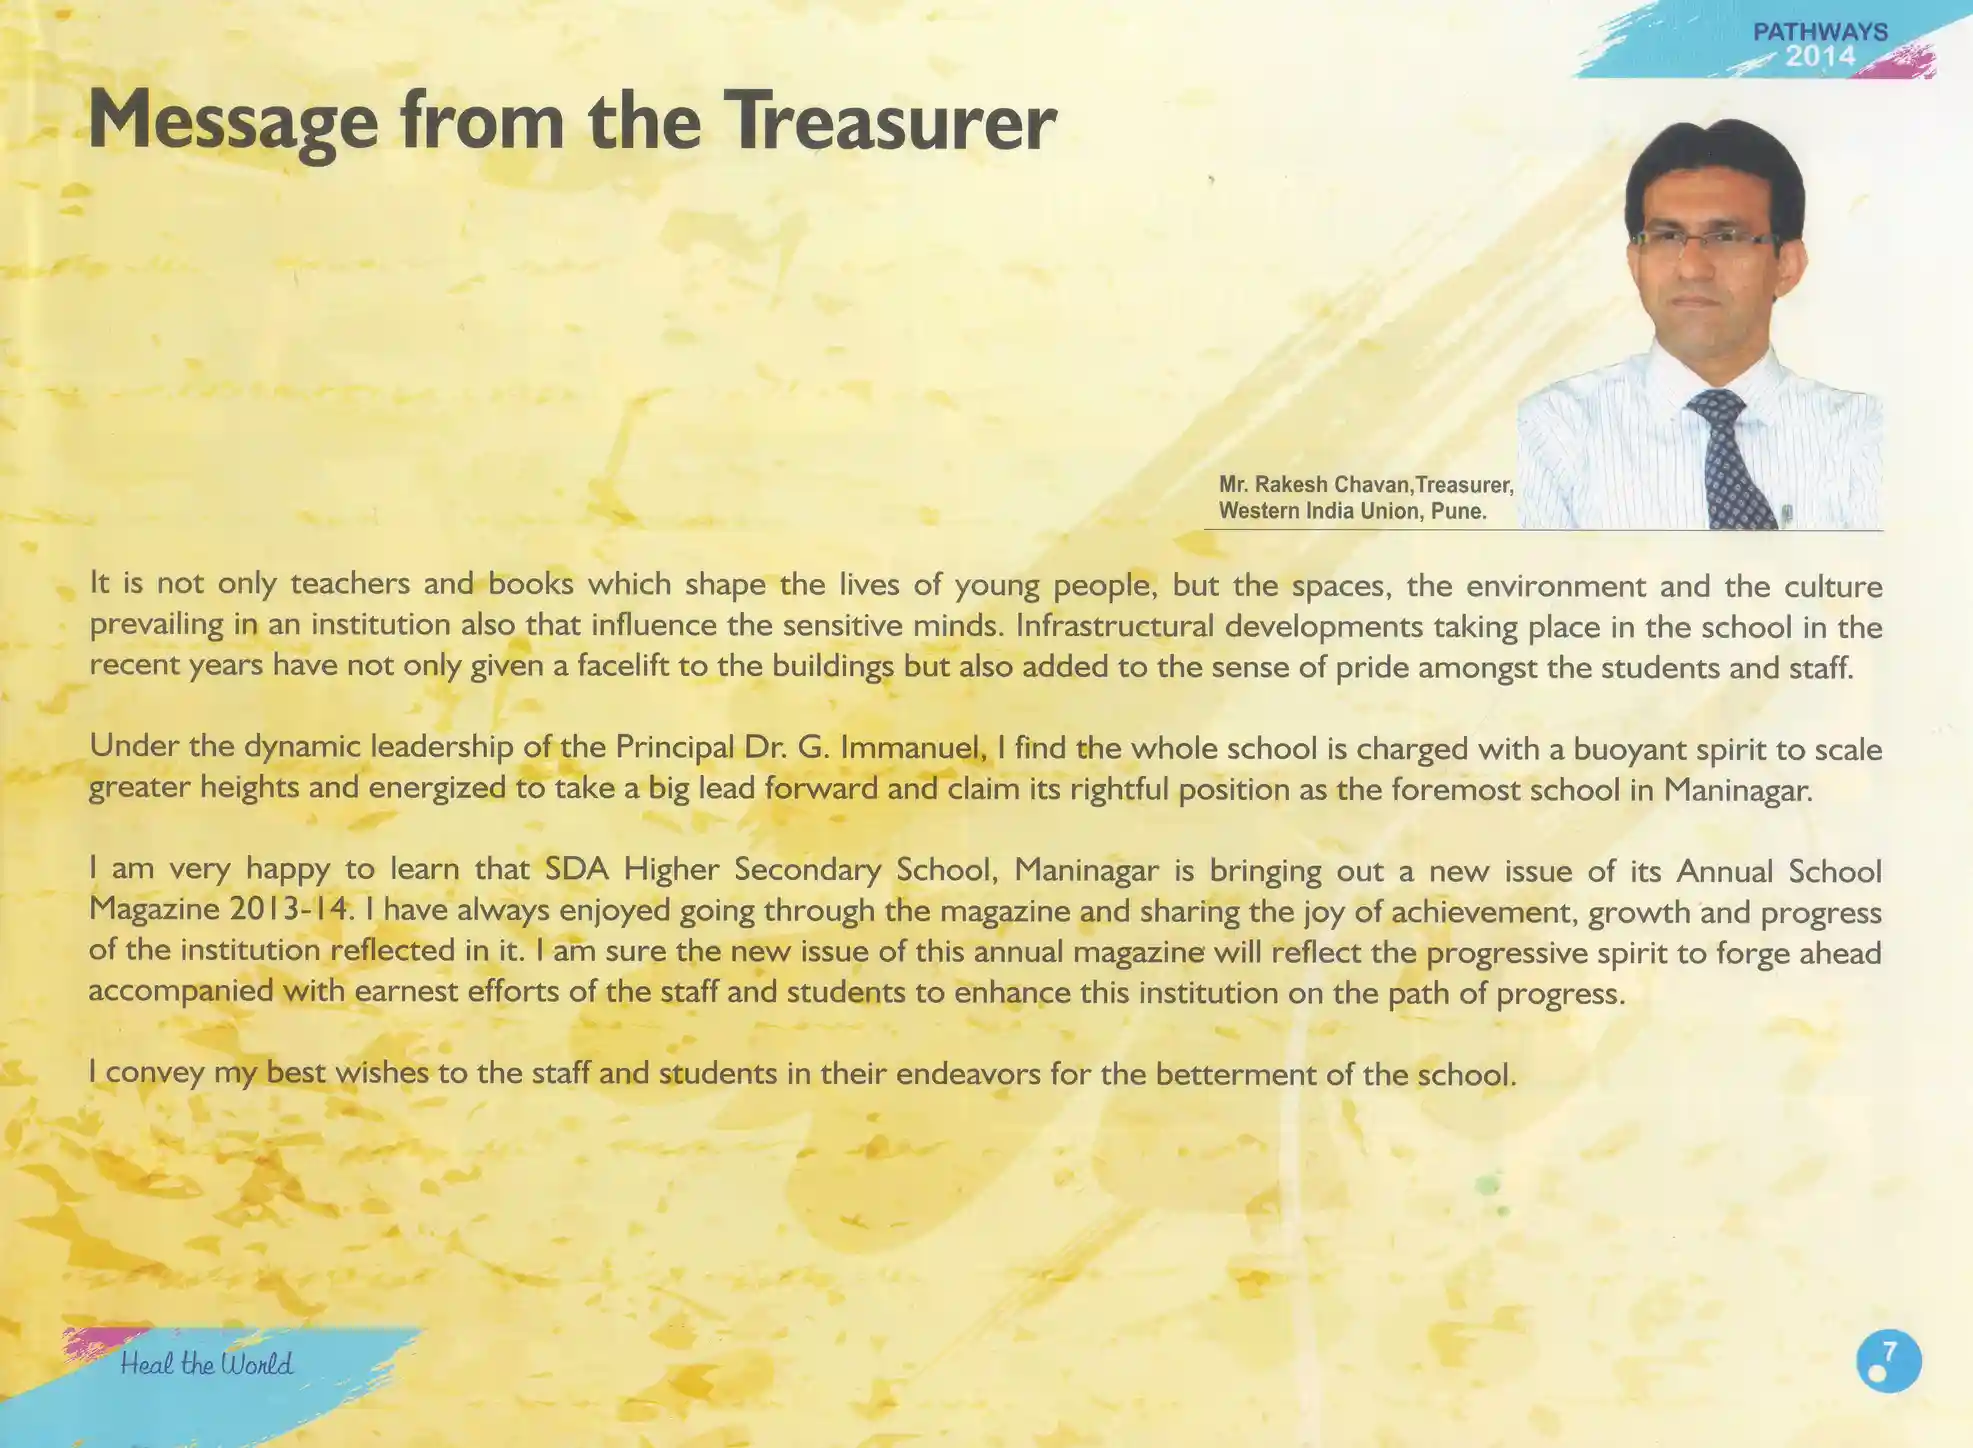 PATHWAYS
2014
Message from the Treasurer
Mr. Rakesh Chavan,Treasurer,
Western India Union, Pune.
It is not only teachers and books which shape the lives of young people, but the spaces, the environment and the culture
prevailing in an institution also that influence the sensitive minds. Infrastructural developments taking place in the school in the
recent years have not only given a facelift to the buildings but also added to the sense of pride amongst the students and staff.
Under the dynamic leadership of the Principal Dr. G. Immanuel, I find the whole school is charged with a buoyant spirit to scale
greater heights and energized to take a big lead forward and claim its rightful position as the foremost school in Maninagar.
I am very happy to learn that SDA Higher Secondary School, Maninagar is bringing out a new issue of its Annual School
Magazine 2013-14. I have always enjoyed going through the magazine and sharing the joy of achievement, growth and progress
of the institution reflected in it. I am sure the new issue of this annual magazine will reflect the progressive spirit to forge ahead
accompanied with earnest efforts of the staff and students to enhance this institution on the path of progress.
I convey my best wishes to the staff and students in their endeavors for the betterment of the school.
Heal the World
7